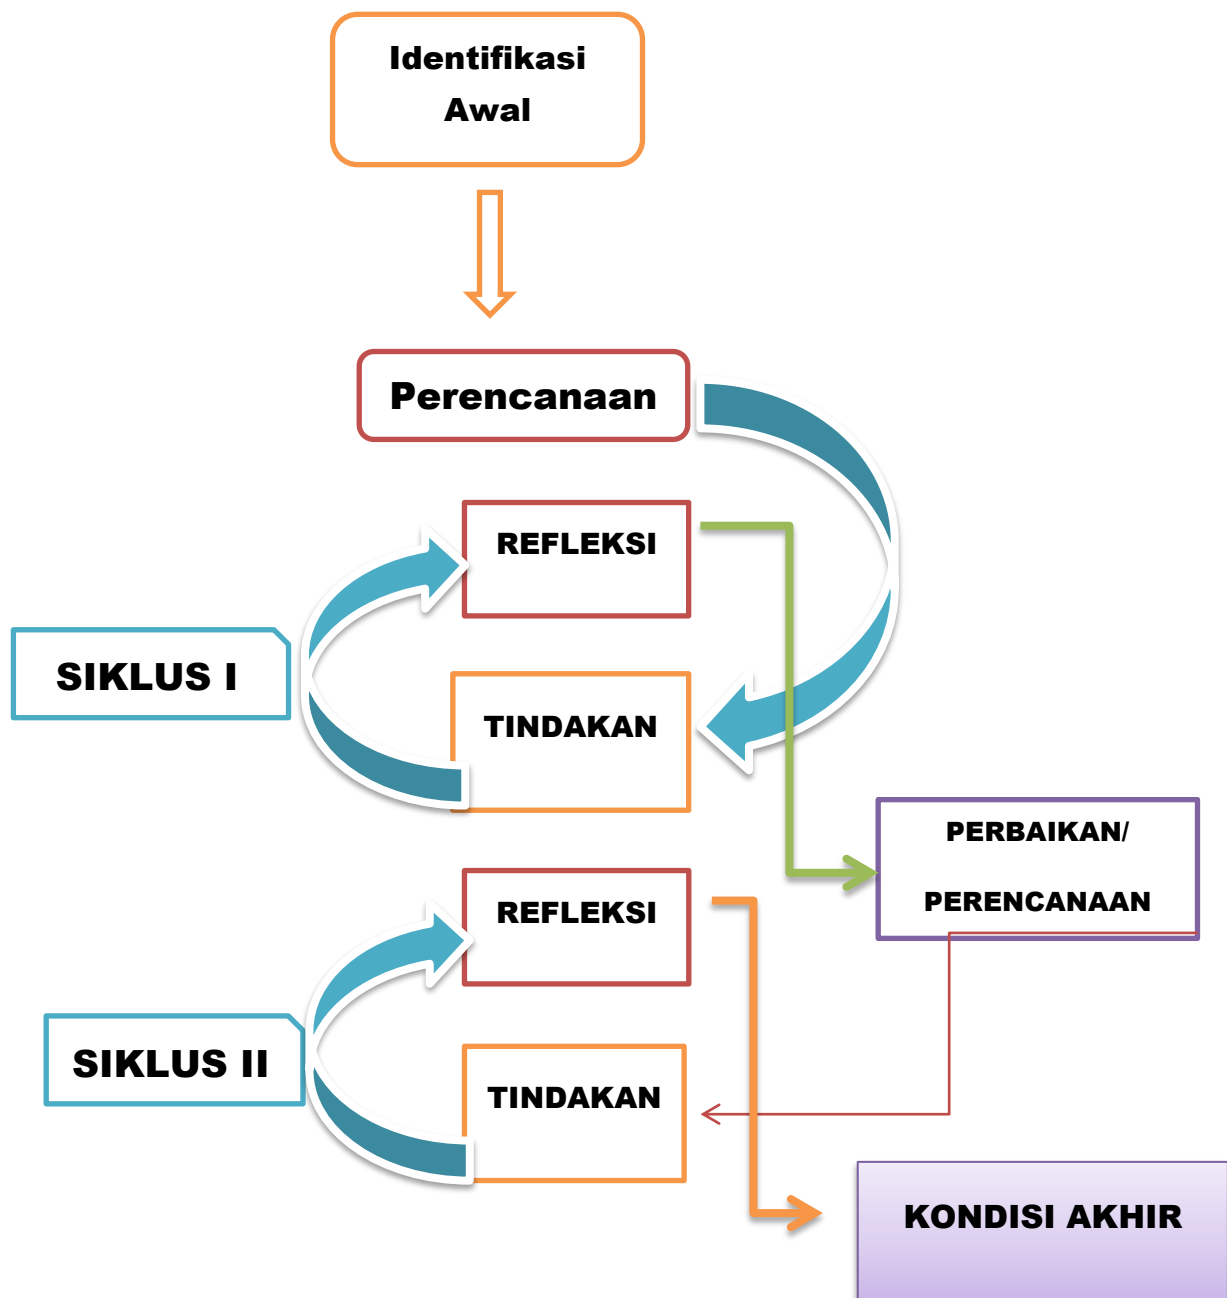 Identifikasi
Awal
Perencanaan
REFLEKSI
SIKLUS I
TINDAKAN
PERBAIKAN/
PERENCANAAN
REFLEKSI
SIKLUS II
TINDAKAN
KONDISI AKHIR